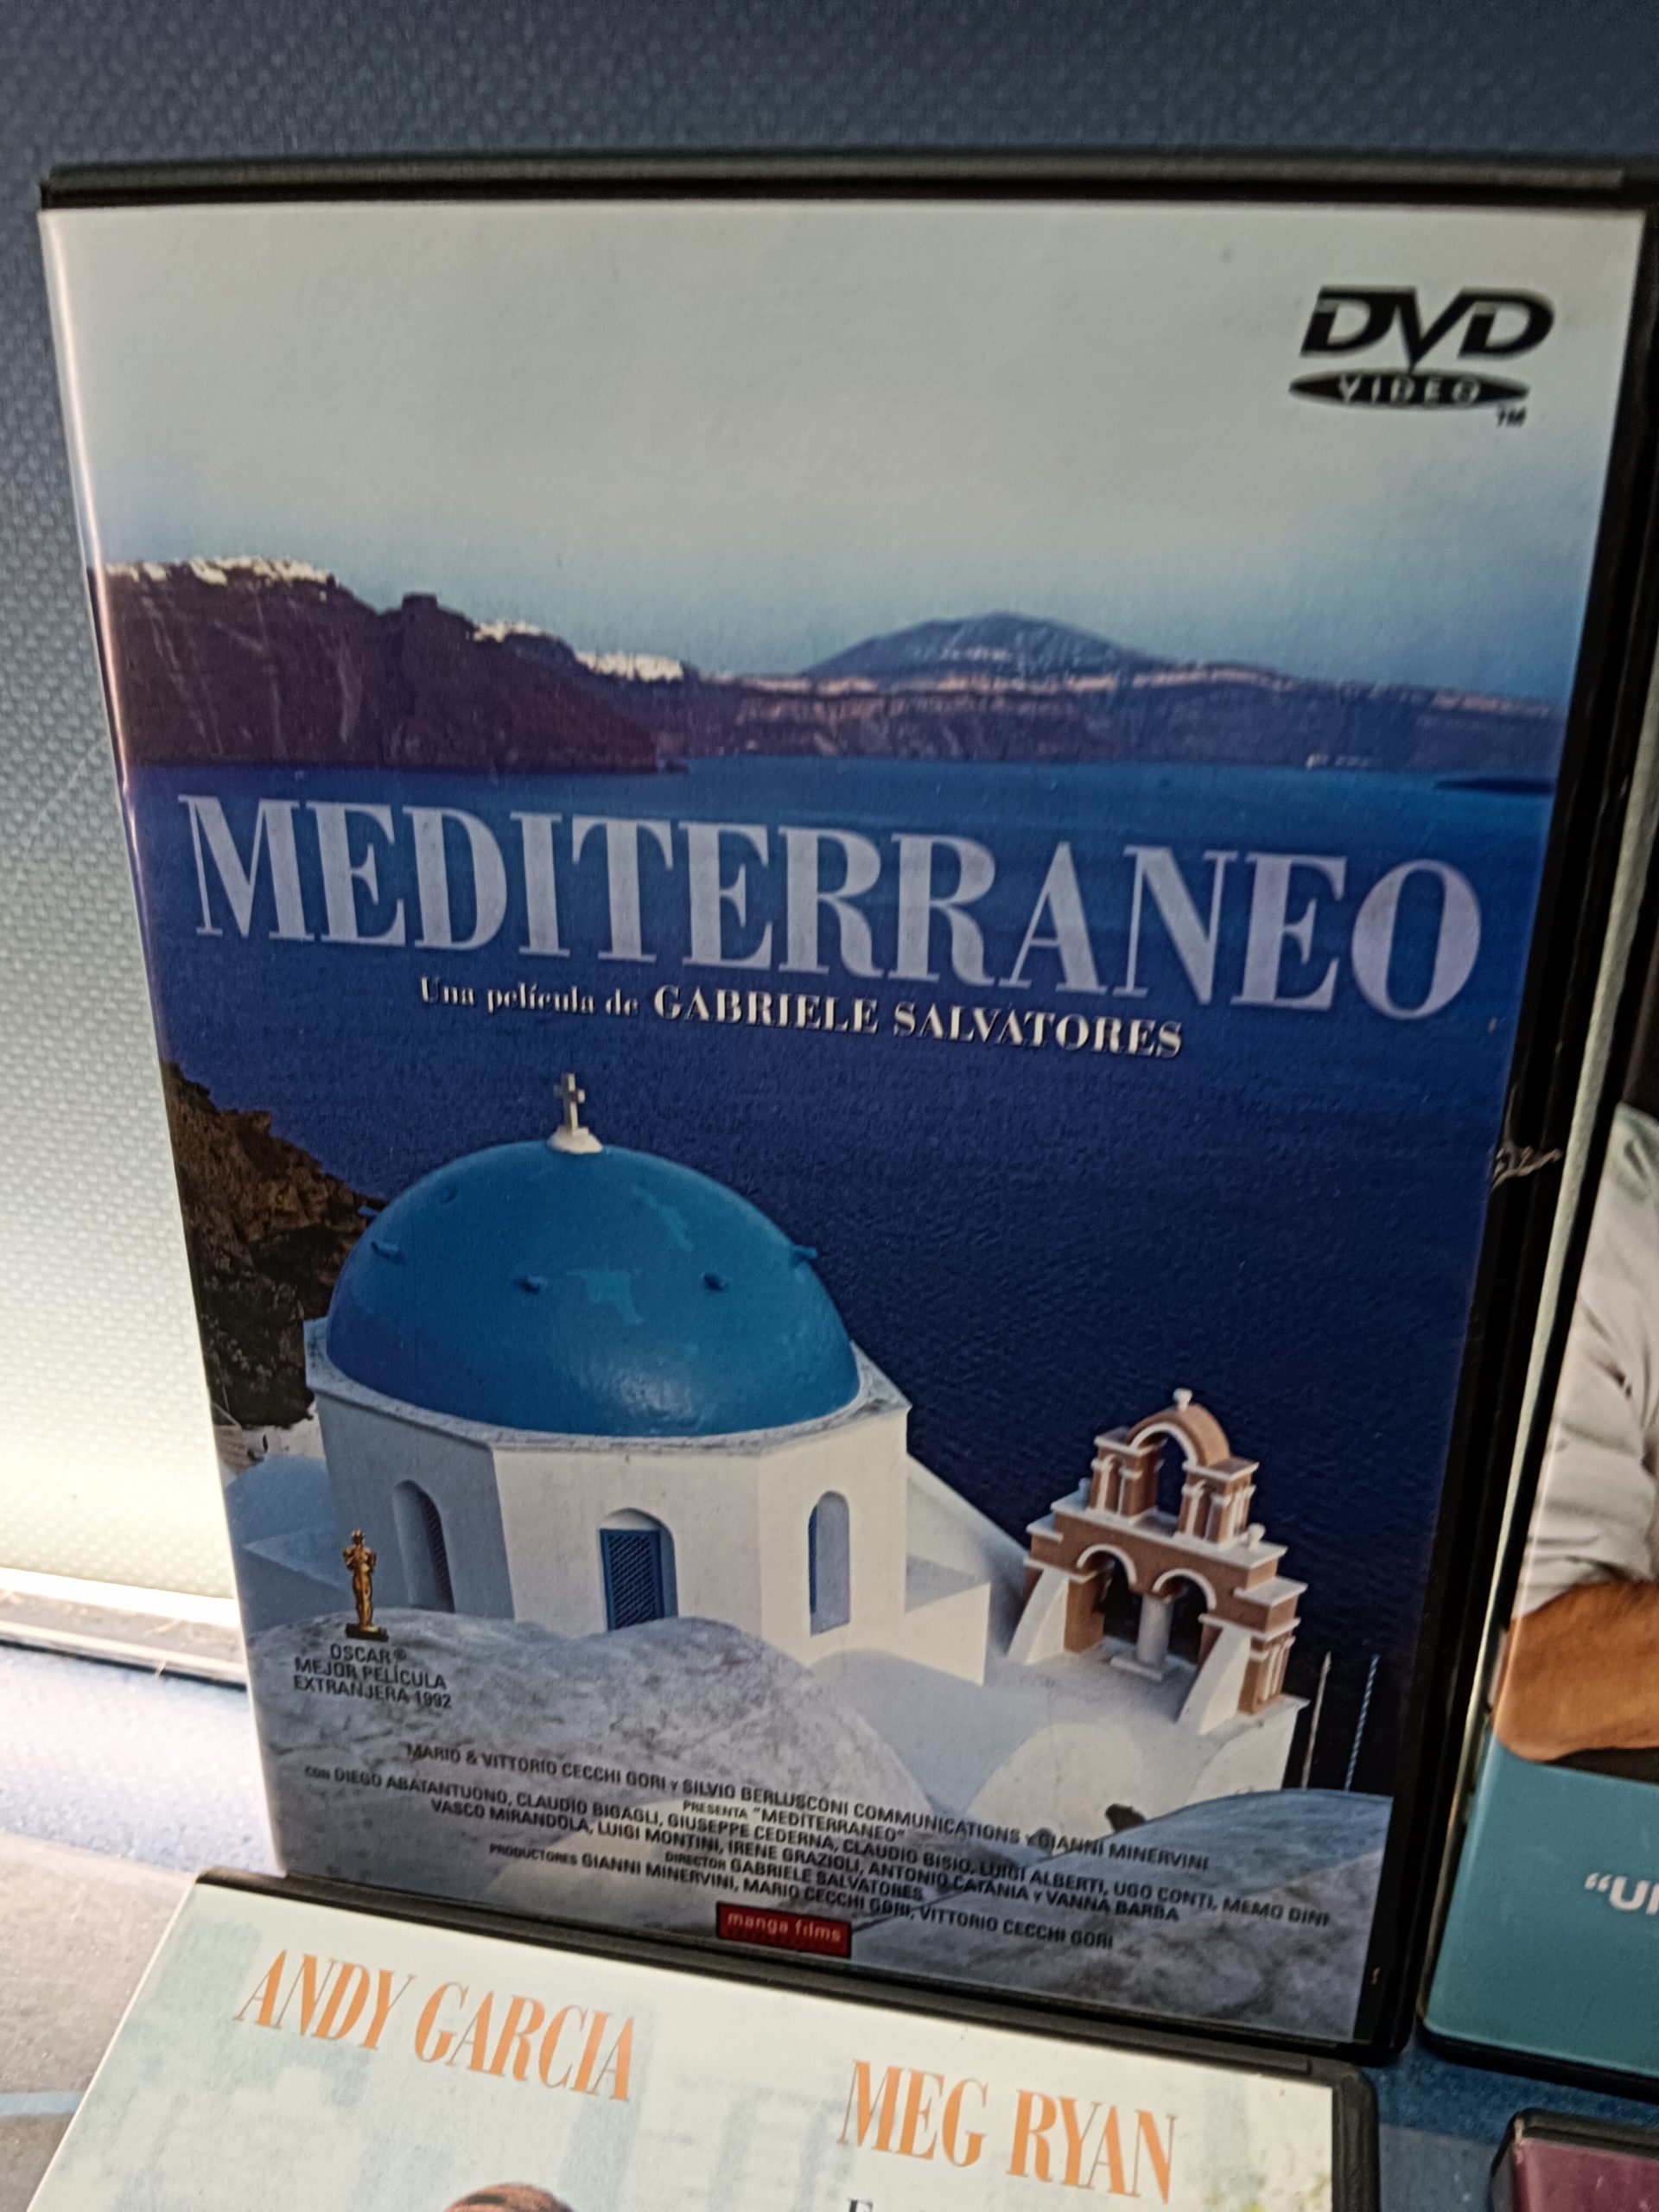 DVD
VIDEO
TM
MEDITERRANEO
Una película de GABRIELE SALVATORES
OSCAR®
MEJOR PELÍCULA
EXTRANJERA 1992
MARIO & VITTORIO CECCHI GORI Y SILVIO BERLUSCONI COMMUNICATIONS Y GIANNI MINERVINI
PRESENTA "MEDITERRANEO"
CON DIEGO ABATANTUONO, CLAUDIO BIGAGLI, GIUSEPPE CEDERNA, CLAUDIO BISIO, LUIGI ALBERTI, UGO CONTI, MEMO DINI
VASCO MIRANDOLA, LUIGI MONTINI, IRENE GRAZIOLI, ANTONIO CATANIA Y VANNA BARBA
DIRECTOR GABRIELE SALVATORES
PRODUCTORES GIANNI MINERVINI, MARIO CECCHI GORI, VITTORIO CECCHI GORI
manga films
ANDY GARCIA
MEG RYAN